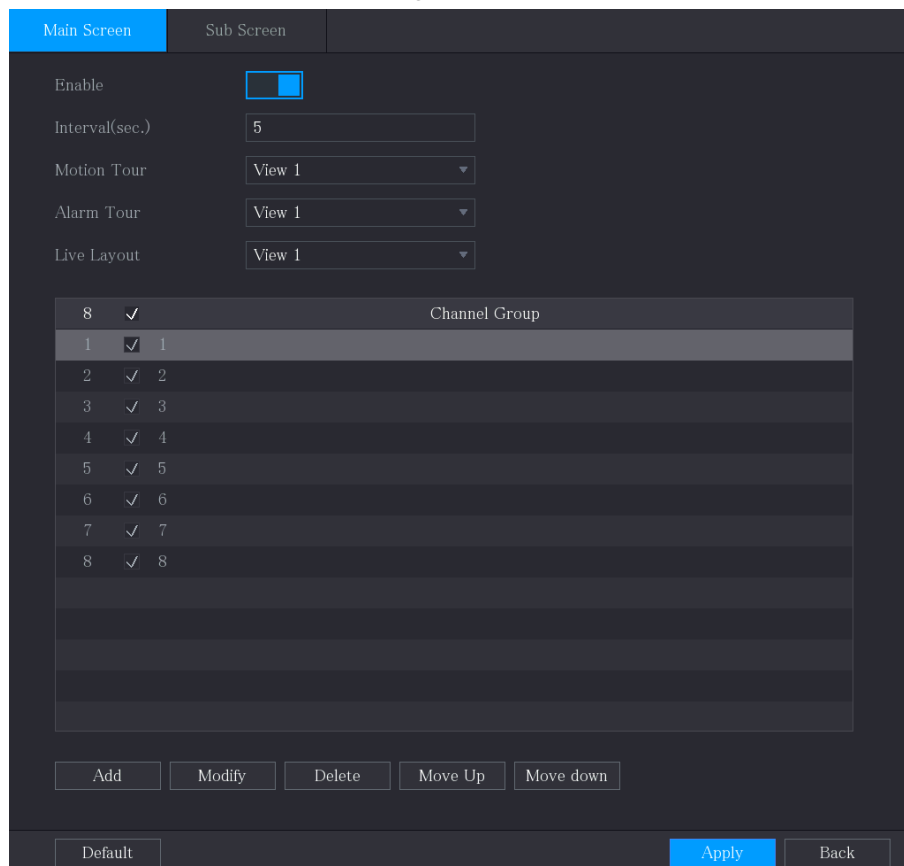 Main Screen Sub Screen
Enable
Interval(sec.) 5
Motion Tour View 1
Alarm Tour View 1
Live Layout View 1
8 Channel Group
1 1
2 2
3 3
4 4
5 5
6 6
7 7
8 8
Add Modify Delete Move Up Move down
Default Apply Back